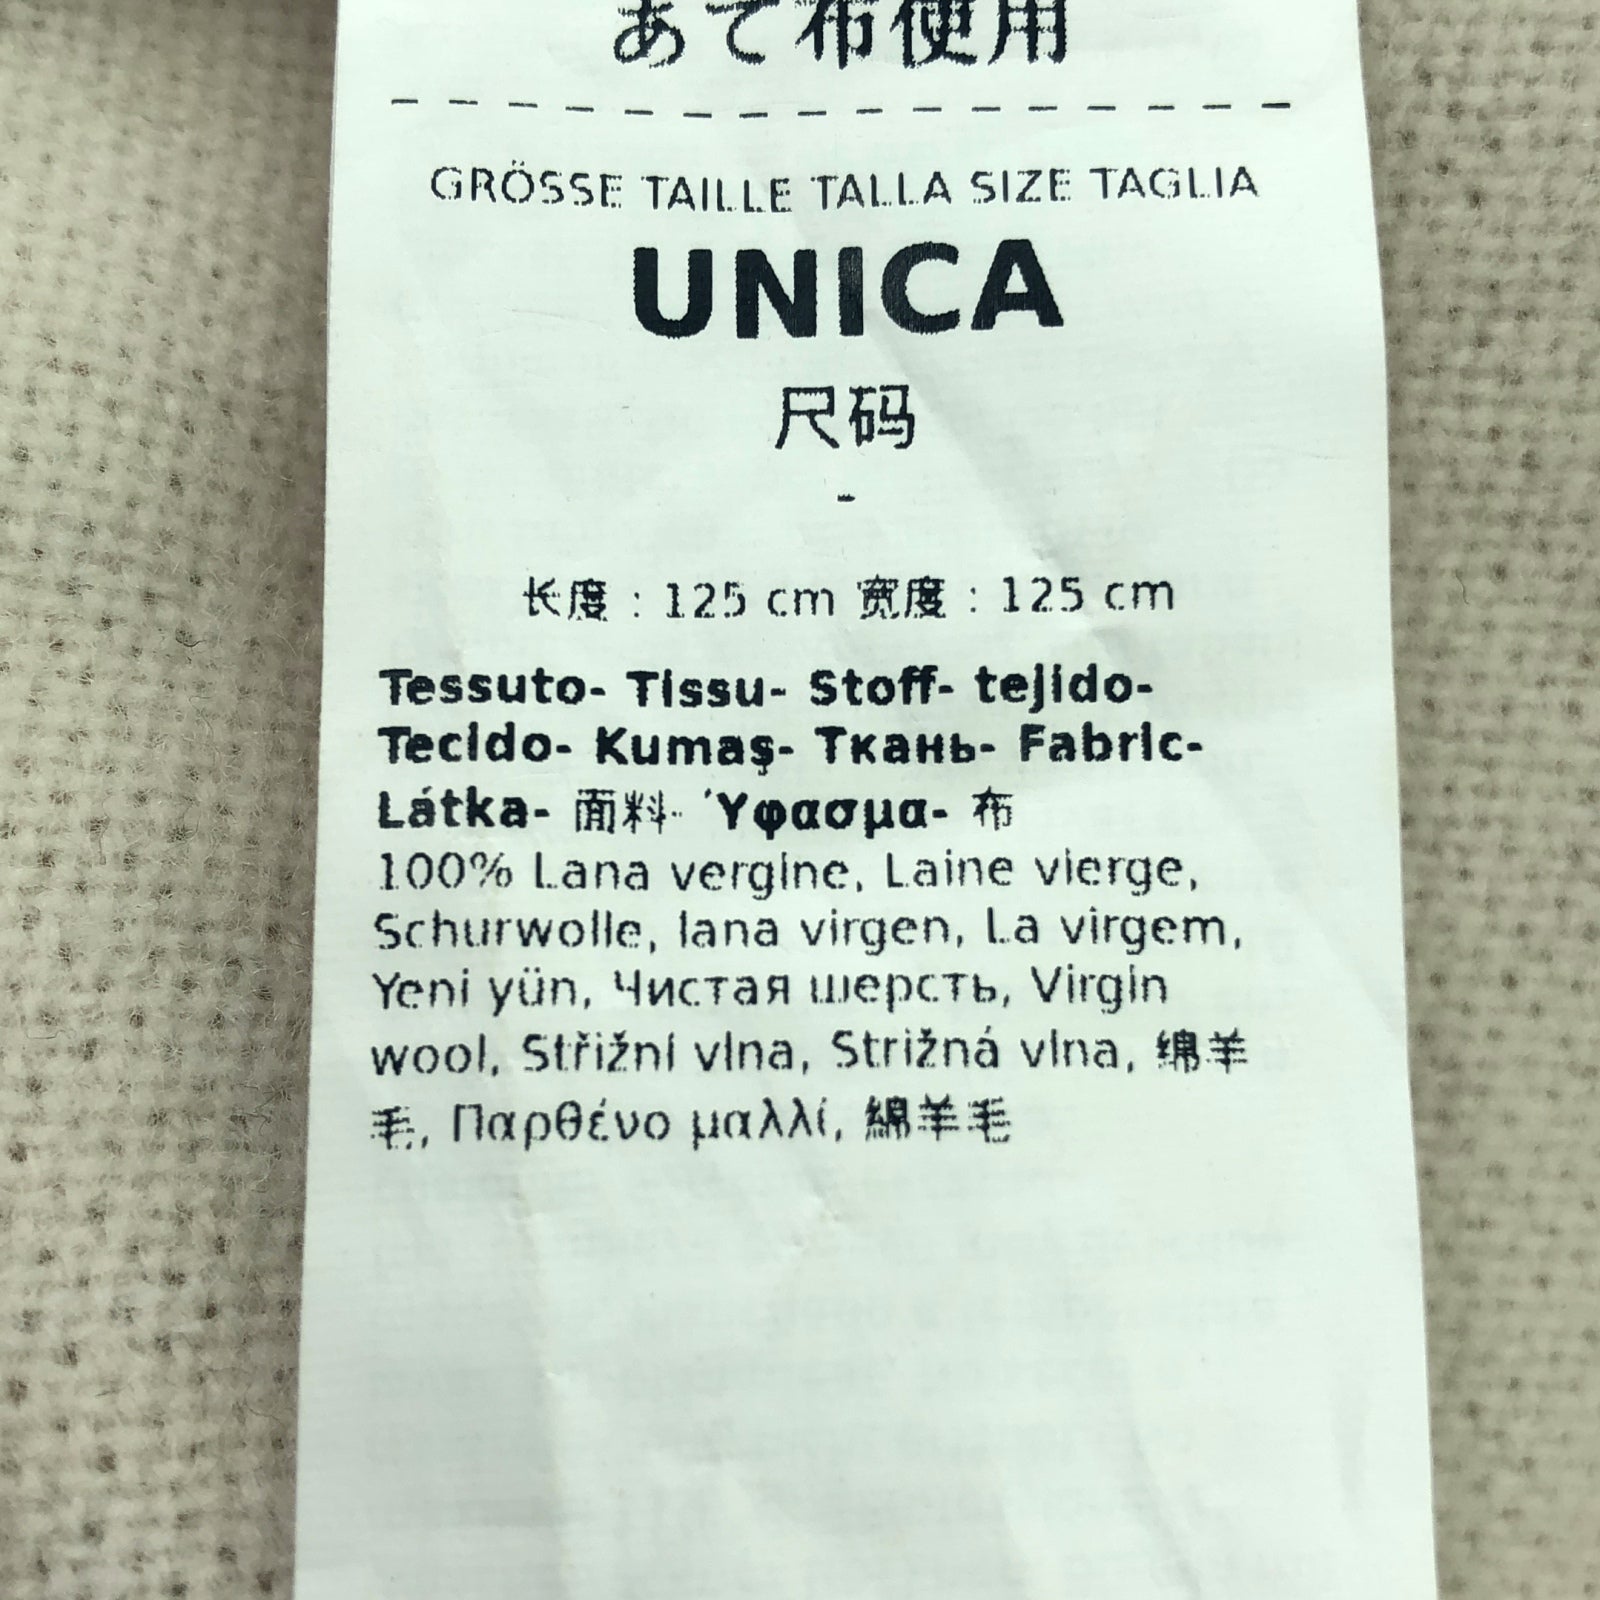 あて布使用
GRÖSSE TAILLE TALLA SIZE TAGLIA
UNICA
尺码
-
长度 : 125 cm 宽度 : 125 cm
Tessuto- Tissu- Stoff- tejido-
Tecido- Kumaş- Ткань- Fabric-
Látka- 面料- Ύφασμα- 布
100% Lana vergine, Laine vierge,
Schurwolle, lana virgen, La virgem,
Yeni yün, Чистая шерсть, Virgin
wool, Střižní vlna, Strižná vlna, 绵羊
毛, Παρθένο μαλλί, 綿羊毛